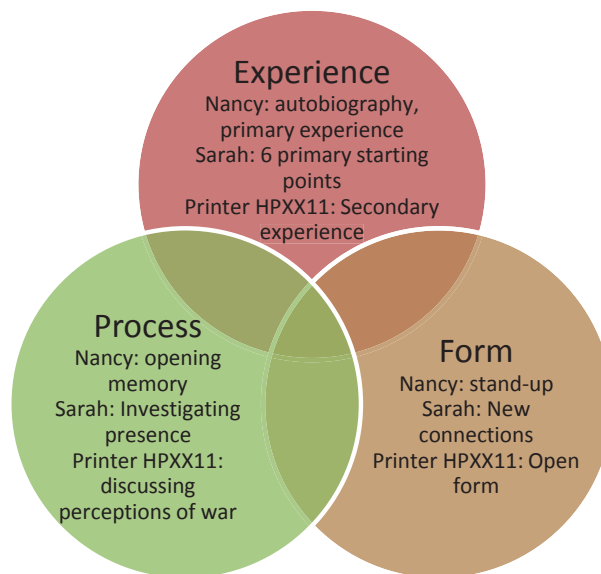 Experience
Nancy: autobiography,
primary experience
Sarah: 6 primary starting
points
Printer HPXX11: Secondary
experience
Process
Nancy: opening
memory
Sarah: Investigating
presence
Printer HPXX11:
discussing
perceptions of war
Form
Nancy: stand-up
Sarah: New
connections
Printer HPXX11: Open
form